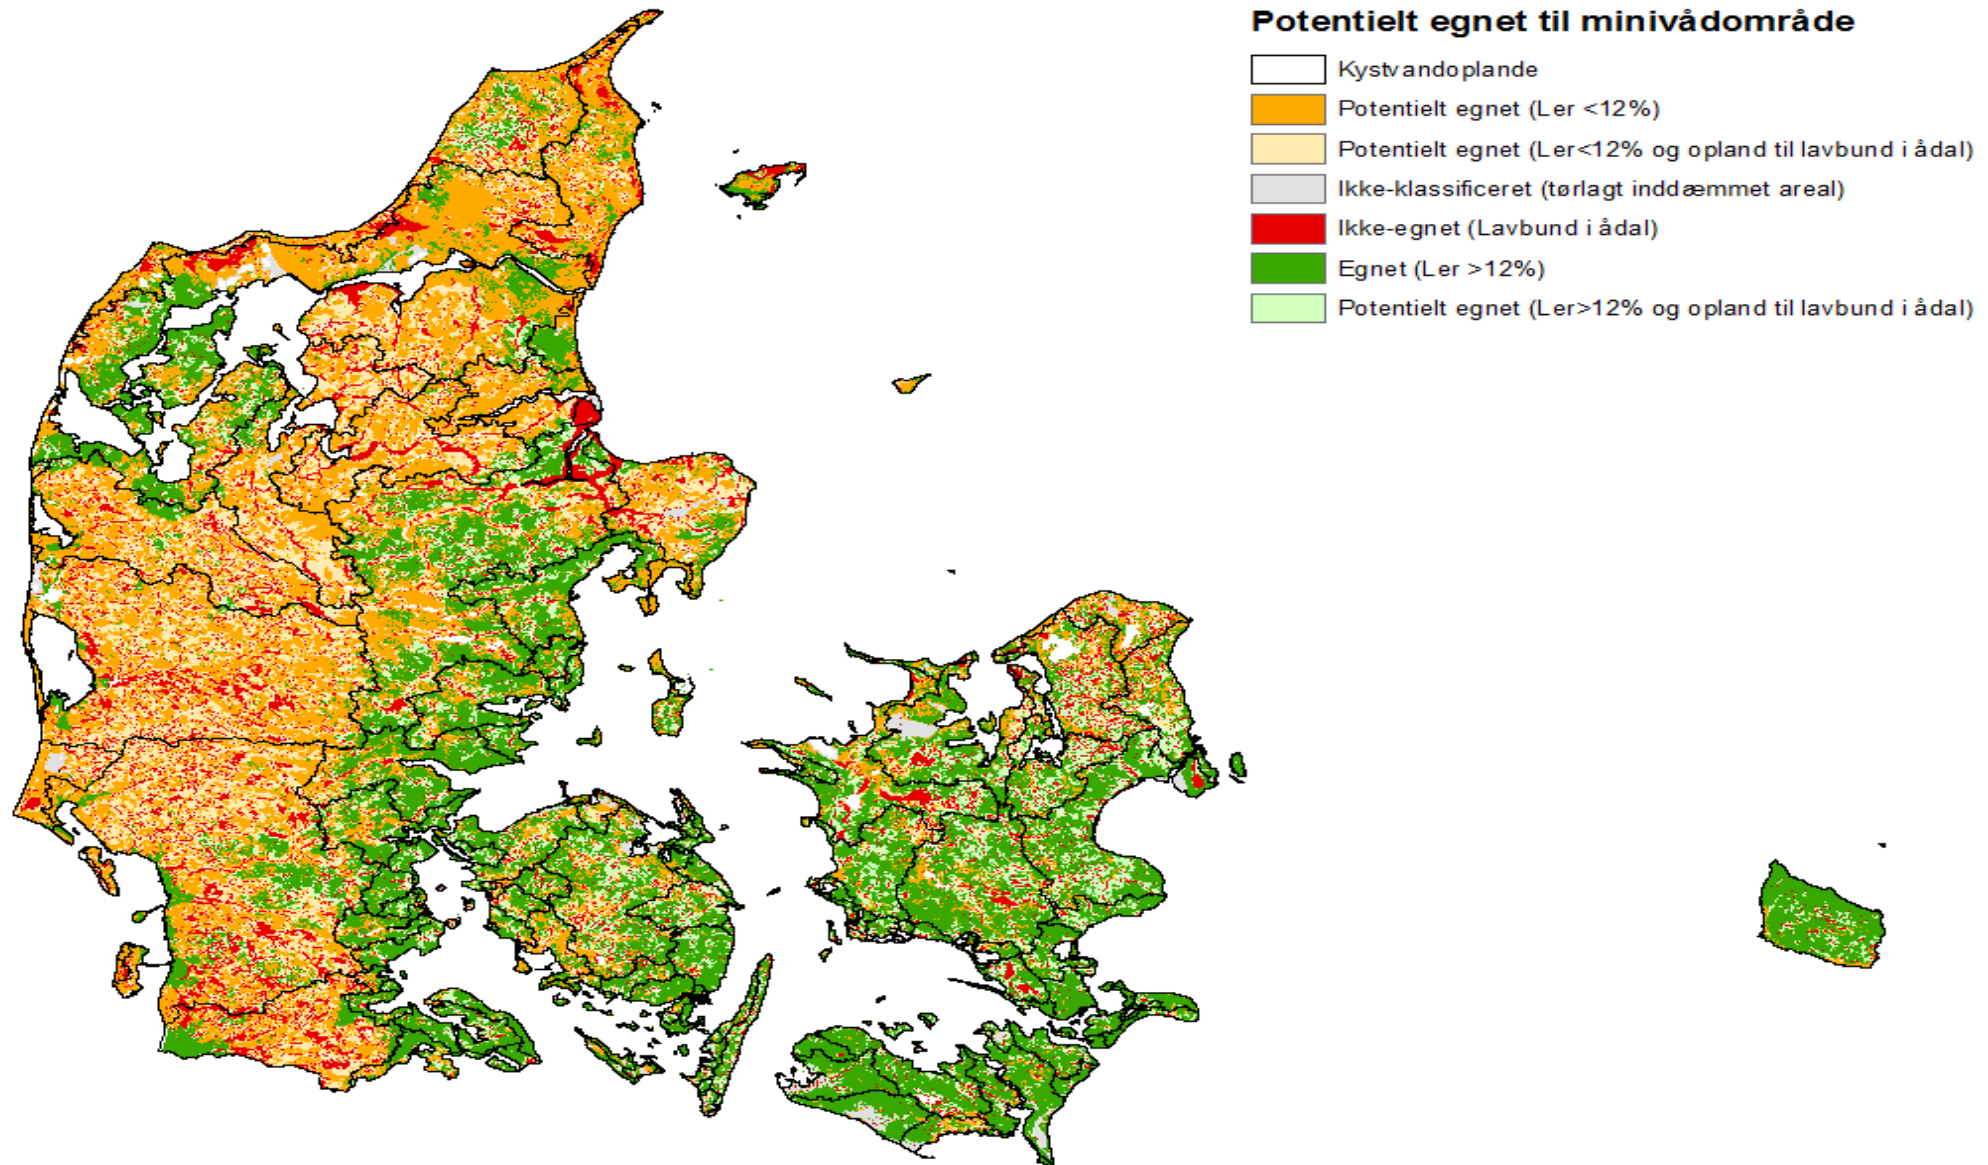 Potentielt egnet til minivådområde
Kystvandoplande
Potentielt egnet (Ler <12%)
Potentielt egnet (Ler<12% og opland til lavbund i ådal)
Ikke-klassificeret (tørlagt inddæmmet areal)
Ikke-egnet (Lavbund i ådal)
Egnet (Ler >12%)
Potentielt egnet (Ler>12% og opland til lavbund i ådal)